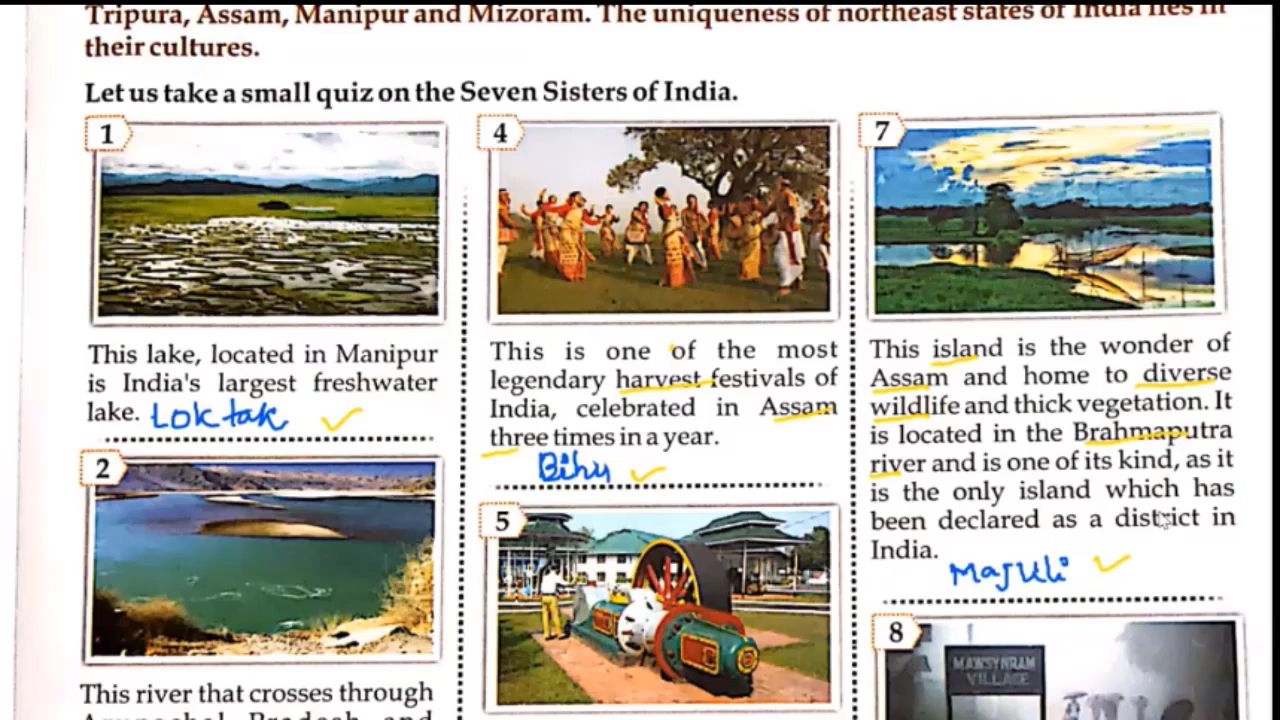 Tripura, Assam, Manipur and Mizoram. The uniqueness of northeast states of India lies in
their cultures.
Let us take a small quiz on the Seven Sisters of India.
1
This lake, located in Manipur
is India's largest freshwater
lake. Loktak
2
This river that crosses through
Arunachal Pradesh and
4
This is one of the most
legendary harvest festivals of
India, celebrated in Assam
three times in a year.
Bihu
5
7
This island is the wonder of
Assam and home to diverse
wildlife and thick vegetation. It
is located in the Brahmaputra
river and is one of its kind, as it
is the only island which has
been declared as a district in
India.
Majuli
8
MAWSYNRAM
VILLAGE